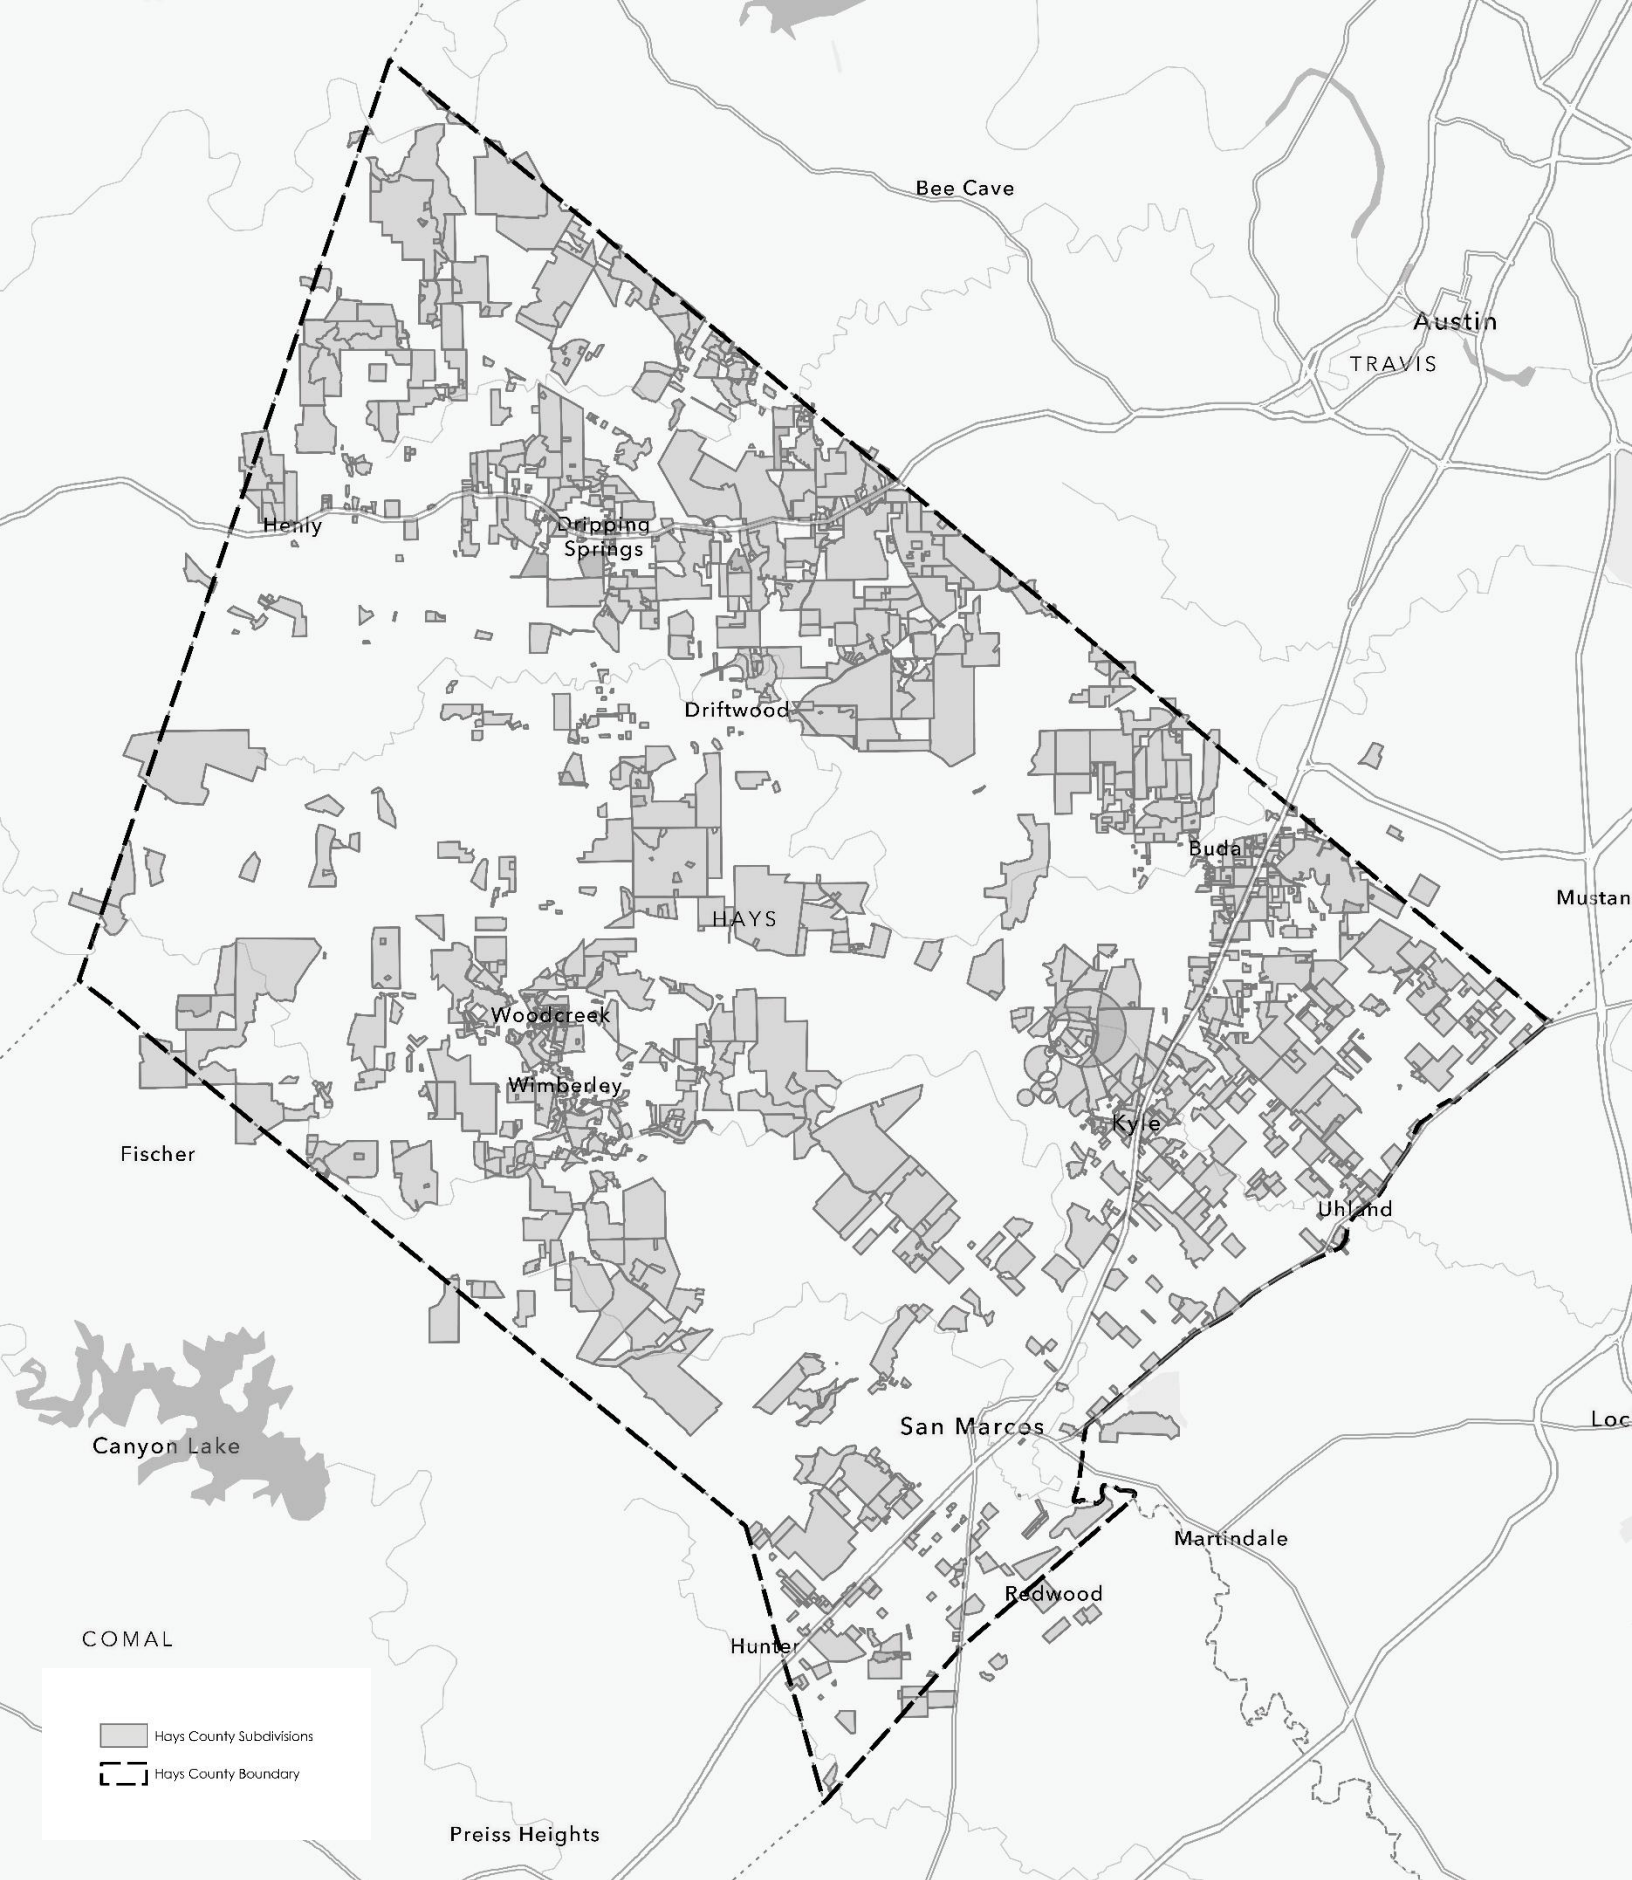 Bee Cave
Austin
TRAVIS
Henly
Dripping
Springs
Driftwood
Buda
Mustan
HAYS
Woodcreek
Wimberley
Kyle
Fischer
Uhland
San Marcos
Loc
Canyon Lake
Martindale
Redwood
COMAL
Hunter
Hays County Subdivisions
Hays County Boundary
Preiss Heights